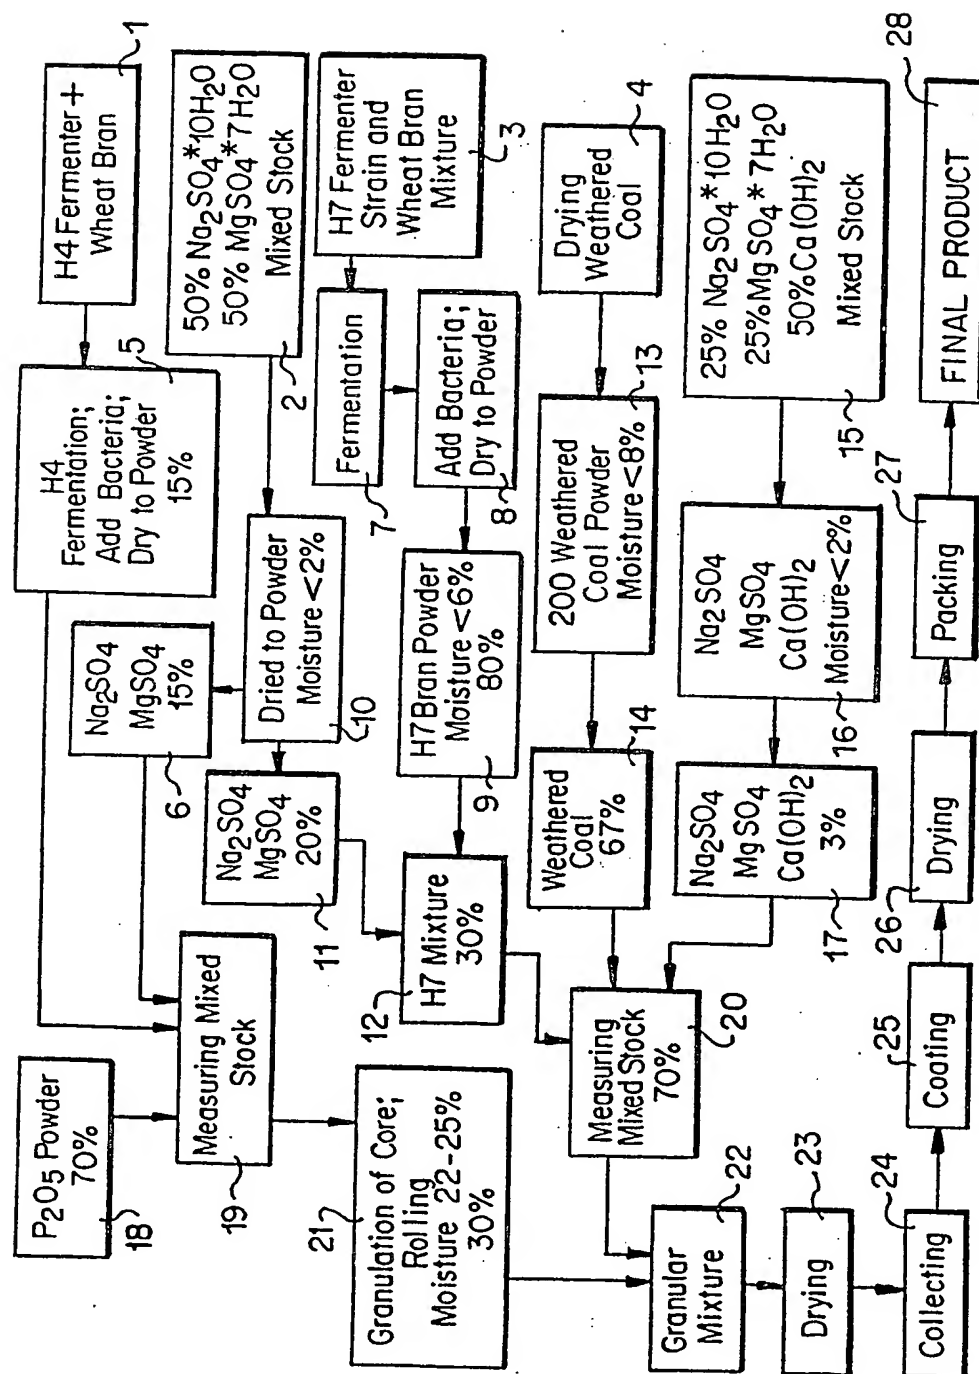 H4 Fermenter +
Wheat Bran
1
50% Na2SO4*10H2O
50% MgSO4*7H2O
Mixed Stock
2
H7 Fermenter
Strain and
Wheat Bran
Mixture
3
Drying
Weathered
Coal
4
25% Na2SO4*10H2O
25% MgSO4*7H2O
50% Ca(OH)2
Mixed Stock
15
FINAL PRODUCT
28
H4
Fermentation;
Add Bacteria;
Dry to Powder
15%
5
Fermentation
7
Add Bacteria;
Dry to Powder
8
200 Weathered
Coal Powder
Moisture <8%
13
Packing
27
Na2SO4
MgSO4
15%
6
Dried to Powder
Moisture <2%
10
H7 Bran Powder
Moisture <6%
80%
9
Na2SO4
MgSO4
Ca(OH)2
Moisture <2%
16
Na2SO4
MgSO4
20%
11
Weathered
Coal
67%
14
Na2SO4
MgSO4
Ca(OH)2
3%
17
Drying
26
H7 Mixture
30%
12
P2O5 Powder
70%
18
Measuring Mixed
Stock
19
Measuring
Mixed Stock
70%
20
Coating
25
Granulation of Core;
Rolling
Moisture 22-25%
30%
21
Granular
Mixture
22
Drying
23
Collecting
24